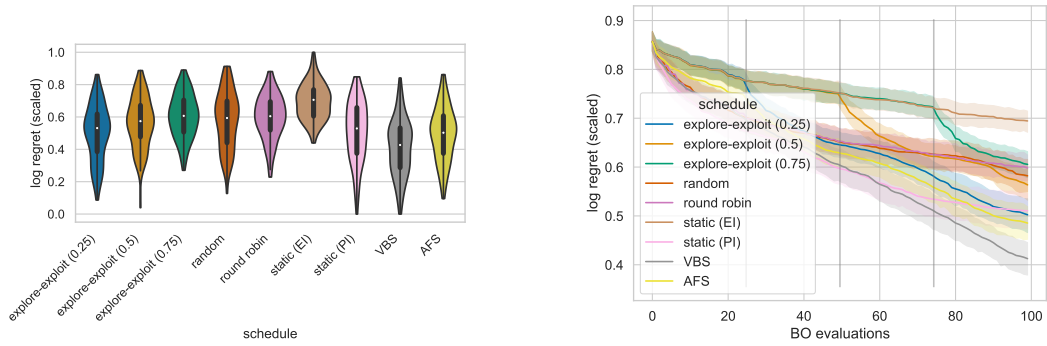 log regret (scaled)
1.0
0.8
0.6
0.4
0.2
0.0
explore-exploit (0.25)
explore-exploit (0.5)
explore-exploit (0.75)
random
round robin
static (EI)
static (PI)
VBS
AFS
schedule
log regret (scaled)
0.9
0.8
0.7
0.6
0.5
0.4
schedule
explore-exploit (0.25)
explore-exploit (0.5)
explore-exploit (0.75)
random
round robin
static (EI)
static (PI)
VBS
AFS
0 20 40 60 80 100
BO evaluations